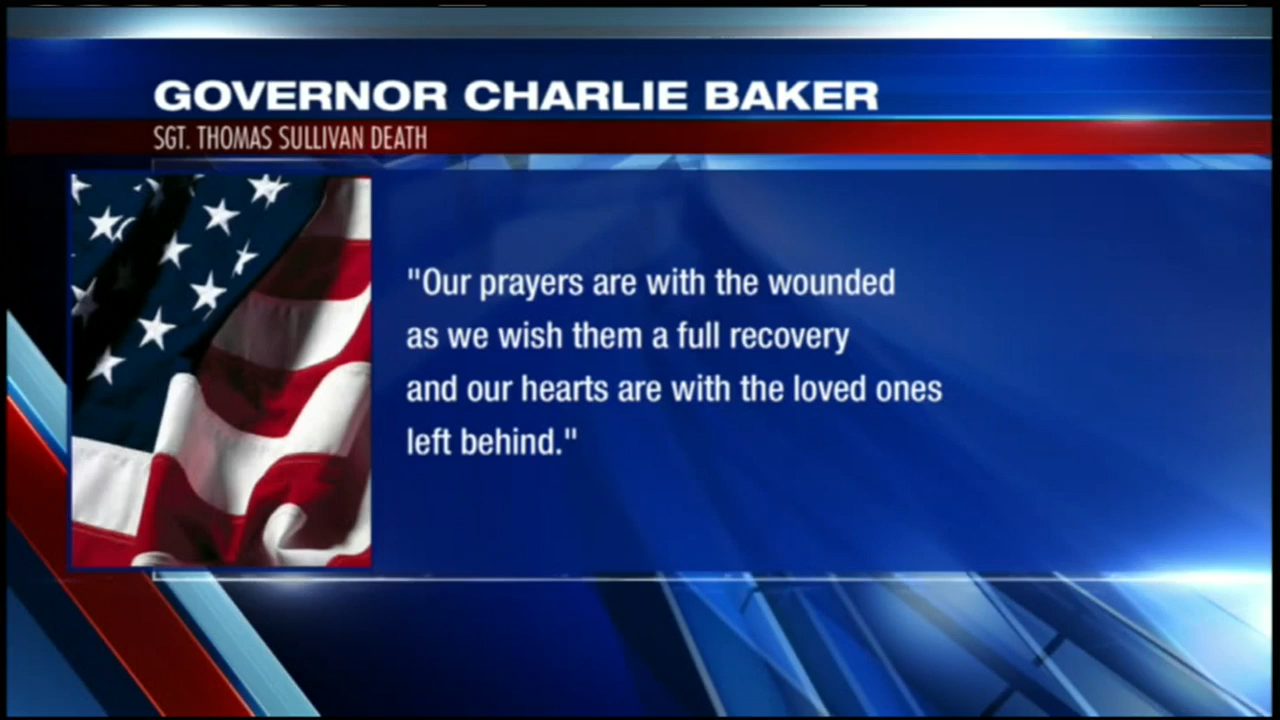 GOVERNOR CHARLIE BAKER
SGT. THOMAS SULLIVAN DEATH
"Our prayers are with the wounded
as we wish them a full recovery
and our hearts are with the loved ones
left behind."